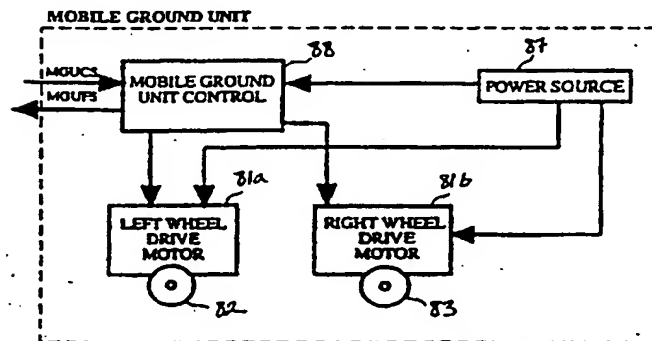 MOBILE GROUND UNIT
88
87
MGUCS
MGUFS
MOBILE GROUND
UNIT CONTROL
POWER SOURCE
81a
81b
LEFT WHEEL
DRIVE
MOTOR
RIGHT WHEEL
DRIVE
MOTOR
82
83